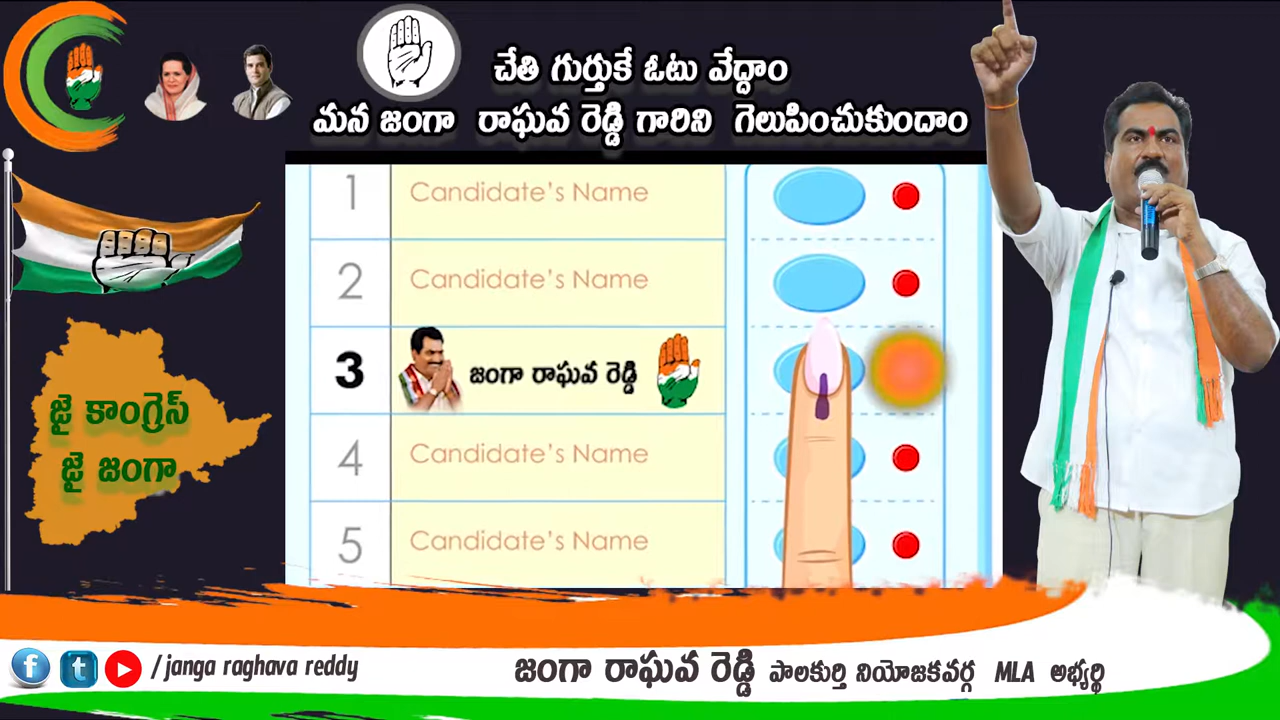 చేతి గుర్తుకే ఓటు వేద్దాం
మన జంగా రాఘవ రెడ్డి గారిని గెలుపించుకుందాం
1 Candidate's Name
2 Candidate's Name
3 జంగా రాఘవ రెడ్డి
4 Candidate's Name
5 Candidate's Name
జై కాంగ్రెస్
జై జంగా
/janga raghava reddy
జంగా రాఘవ రెడ్డి పాలకుర్తి నియోజకవర్గ MLA అభ్యర్థి